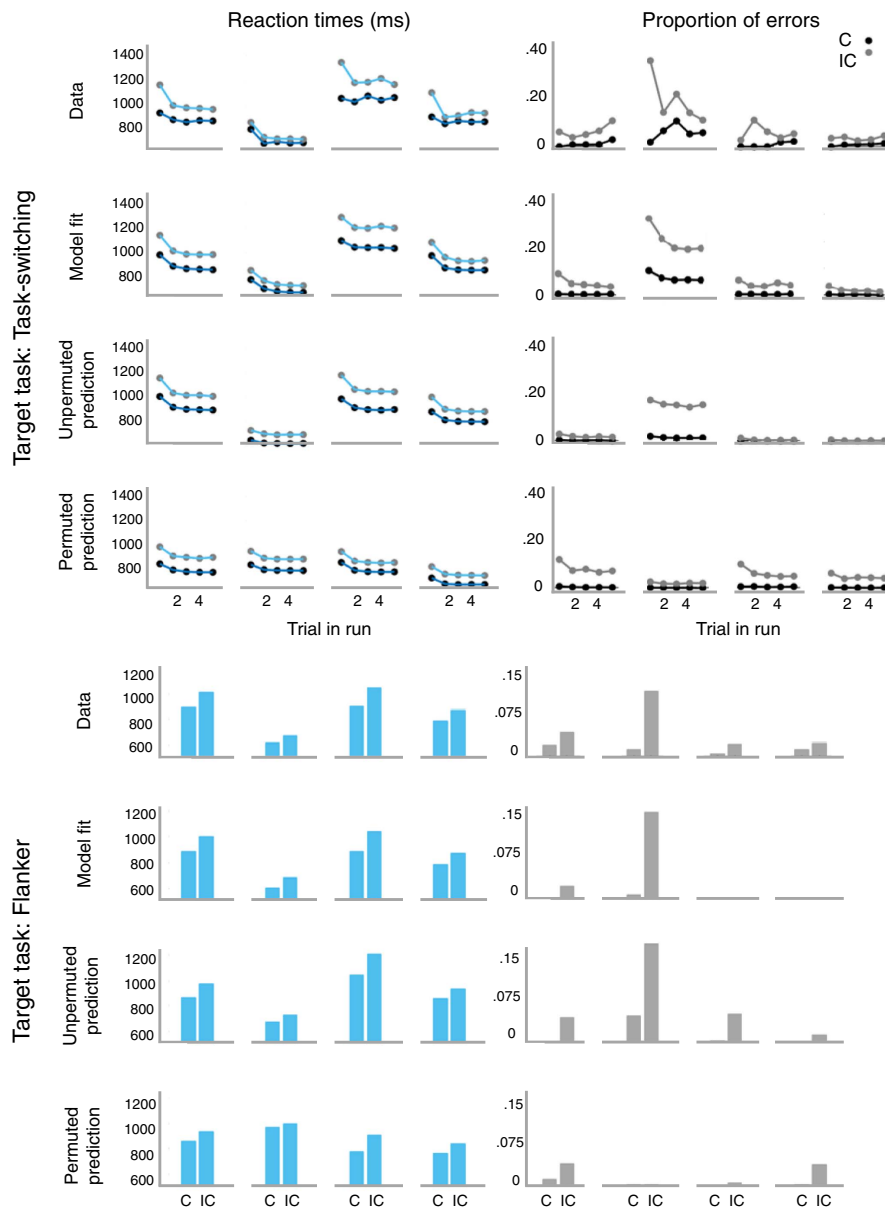 Reaction times (ms)
Proportion of errors
C
IC
Target task: Task-switching
Data
1400
1200
1000
800
.40
.20
0
Model fit
1400
1200
1000
800
.40
.20
0
Unpermuted
prediction
1400
1200
1000
800
.40
.20
0
Permuted
prediction
1400
1200
1000
800
.40
.20
0
2 4
2 4
2 4
2 4
2 4
2 4
2 4
2 4
Trial in run
Trial in run
Target task: Flanker
Data
1200
1000
800
600
.15
.075
0
Model fit
1200
1000
800
600
.15
.075
0
Unpermuted
prediction
1200
1000
800
600
.15
.075
0
Permuted
prediction
1200
1000
800
600
.15
.075
0
C IC
C IC
C IC
C IC
C IC
C IC
C IC
C IC